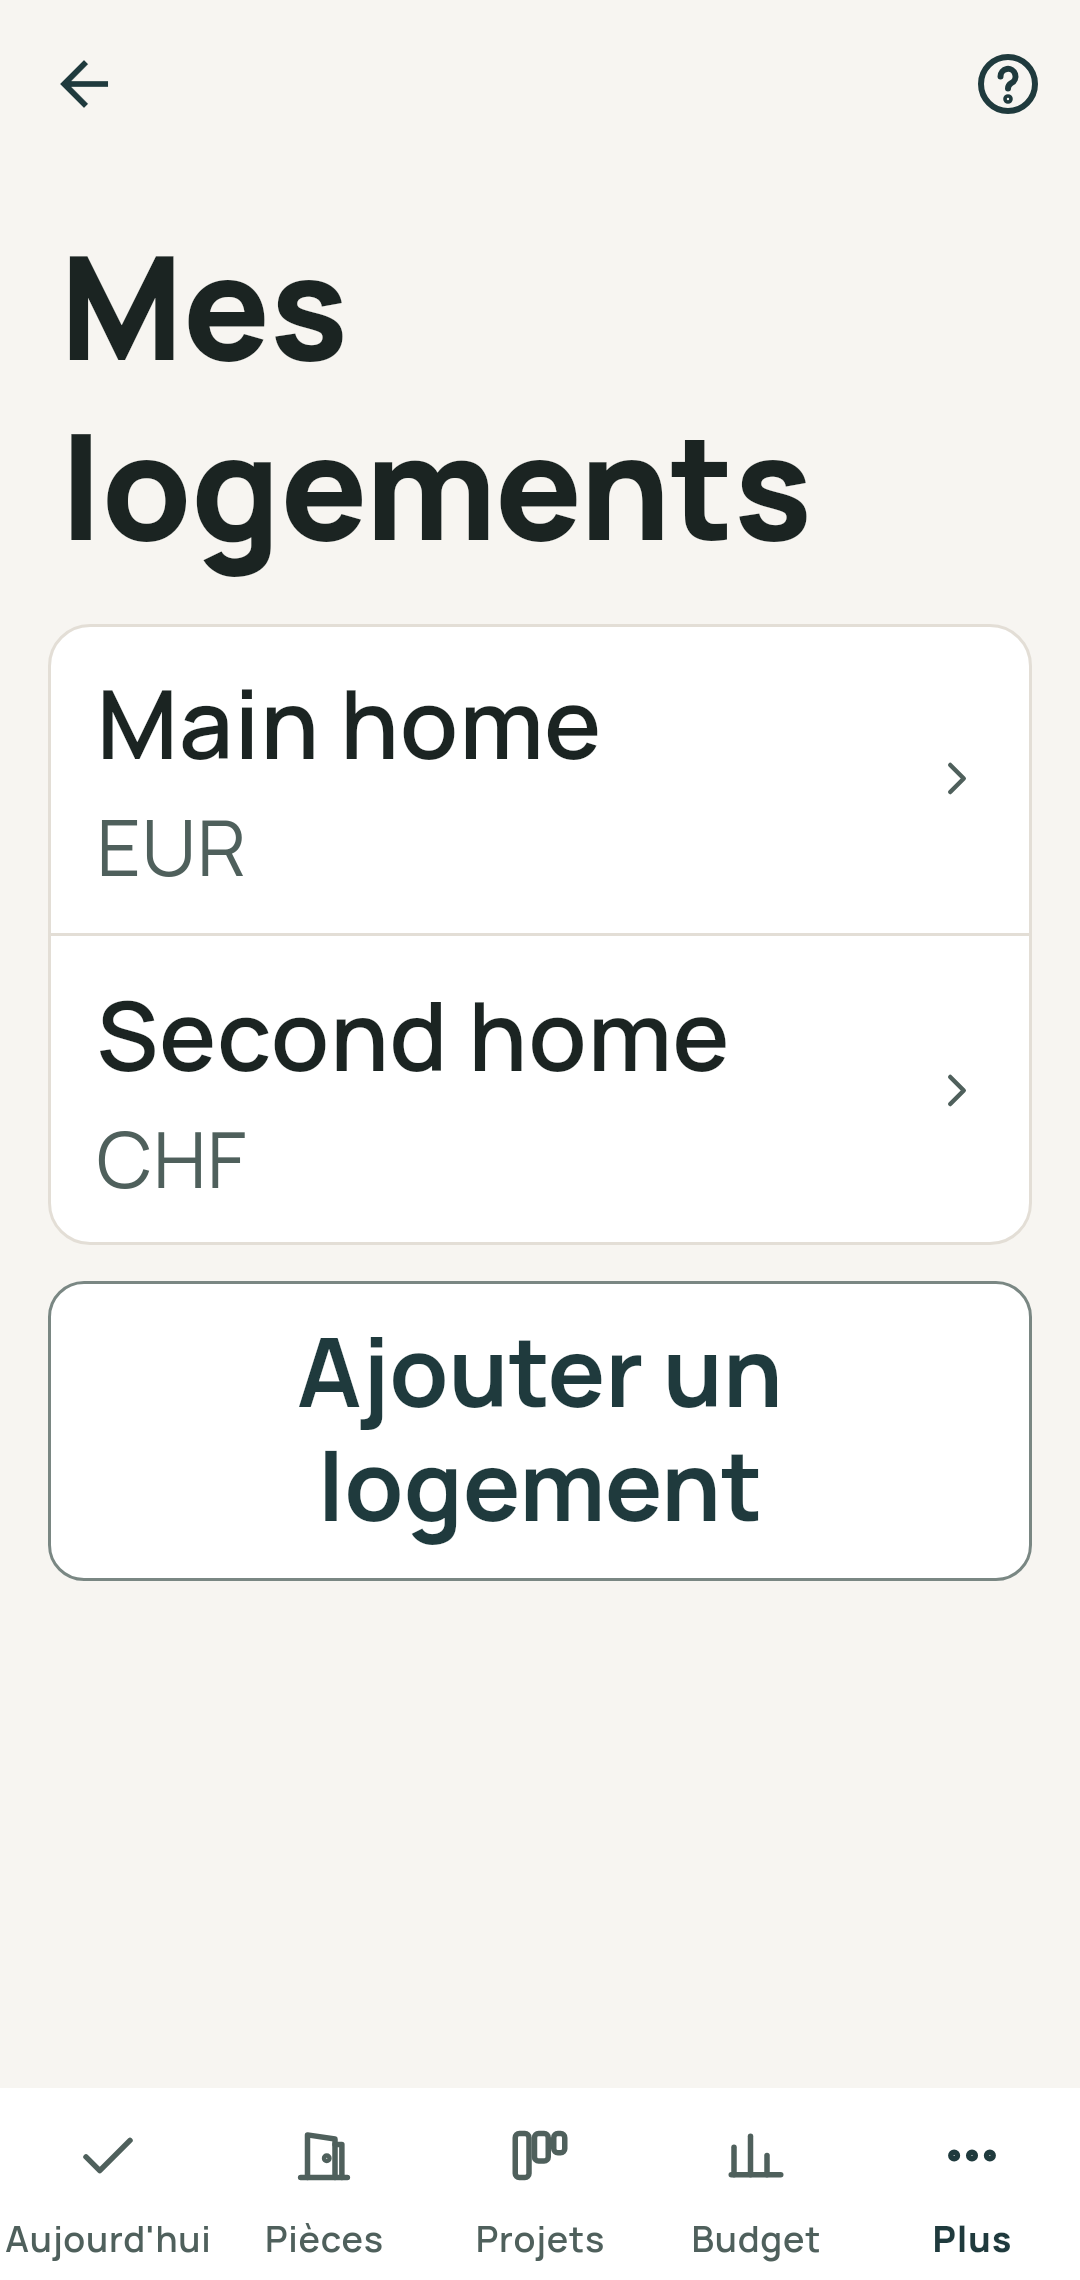 Mes
logements
Main home
EUR
Second home
CHF
Ajouter un
logement
Aujourd'hui
Pièces
Projets
Budget
Plus